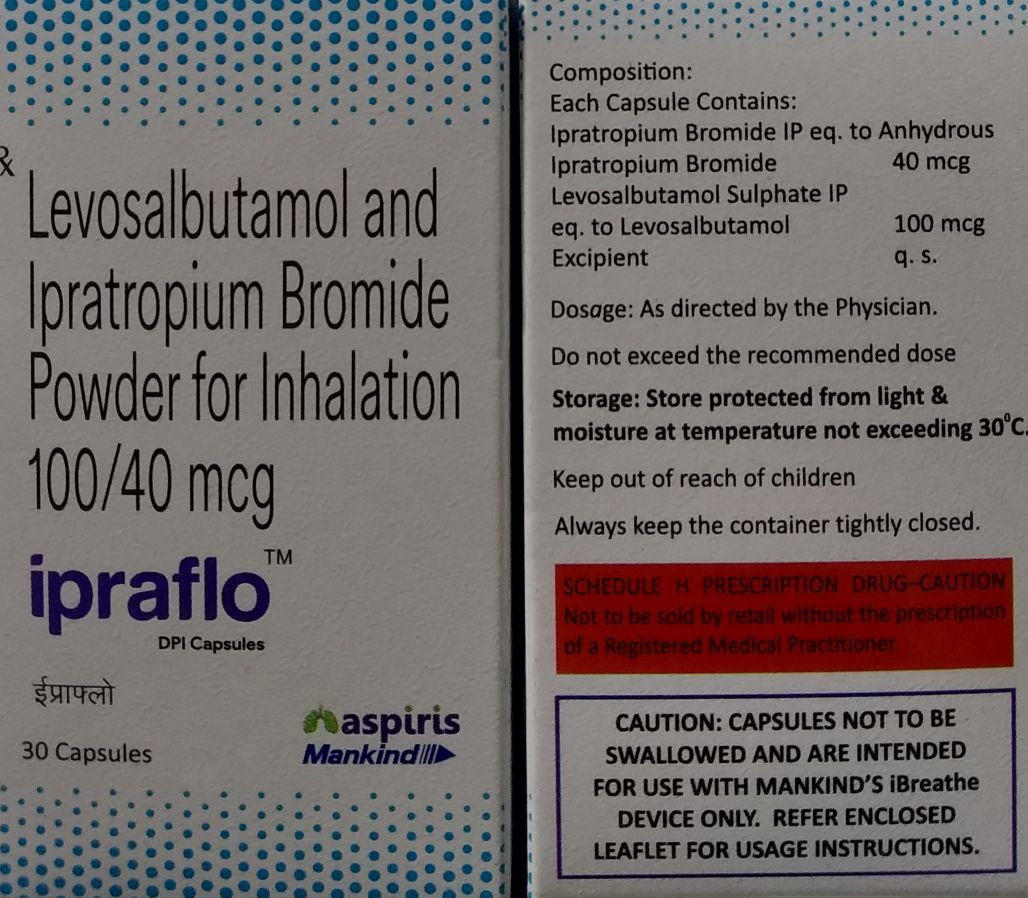 ℞
Levosalbutamol and
Ipratropium Bromide
Powder for Inhalation
100/40 mcg
ipraflo™
DPI Capsules
ईप्राफ्लो
30 Capsules
aspiris
Mankind
Composition:
Each Capsule Contains:
Ipratropium Bromide IP eq. to Anhydrous
Ipratropium Bromide 40 mcg
Levosalbutamol Sulphate IP
eq. to Levosalbutamol 100 mcg
Excipient q. s.
Dosage: As directed by the Physician.
Do not exceed the recommended dose
Storage: Store protected from light &
moisture at temperature not exceeding 30⁰C.
Keep out of reach of children
Always keep the container tightly closed.
SCHEDULE H PRESCRIPTION DRUG–CAUTION
Not to be sold by retail without the prescription
of a Registered Medical Practitioner.
CAUTION: CAPSULES NOT TO BE
SWALLOWED AND ARE INTENDED
FOR USE WITH MANKIND'S iBreathe
DEVICE ONLY. REFER ENCLOSED
LEAFLET FOR USAGE INSTRUCTIONS.